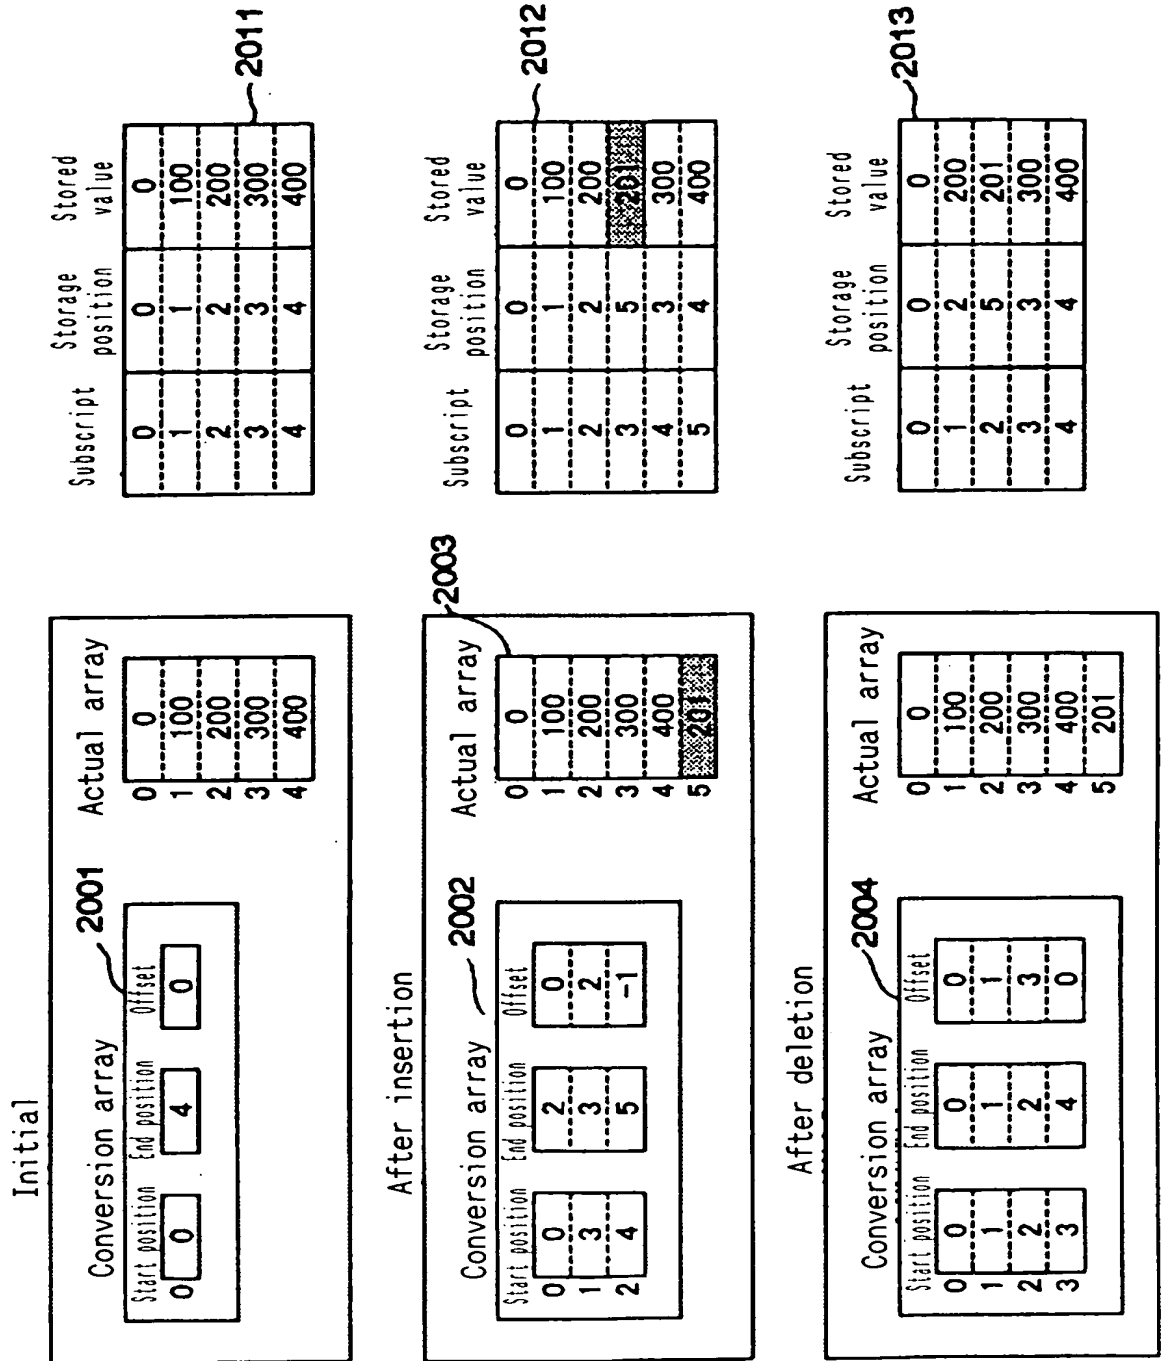 Initial
Conversion array 2001
Start position End position Offset
0 0 4 0
Actual array
0 0
1 100
2 200
3 300
4 400
Subscript Storage position Stored value
0 0 0
1 1 100
2 2 200
3 3 300
4 4 400
2011
After insertion
Conversion array 2002
Start position End position Offset
0 0 2 0
1 3 3 2
2 4 5 -1
Actual array 2003
0 0
1 100
2 200
3 300
4 400
5 201
Subscript Storage position Stored value
0 0 0
1 1 100
2 2 200
3 5 201
4 3 300
5 4 400
2012
After deletion
Conversion array 2004
Start position End position Offset
0 0 0 0
1 1 1 1
2 2 2 3
3 3 4 0
Actual array
0 0
1 100
2 200
3 300
4 400
5 201
Subscript Storage position Stored value
0 0 0
1 2 200
2 5 201
3 3 300
4 4 400
2013